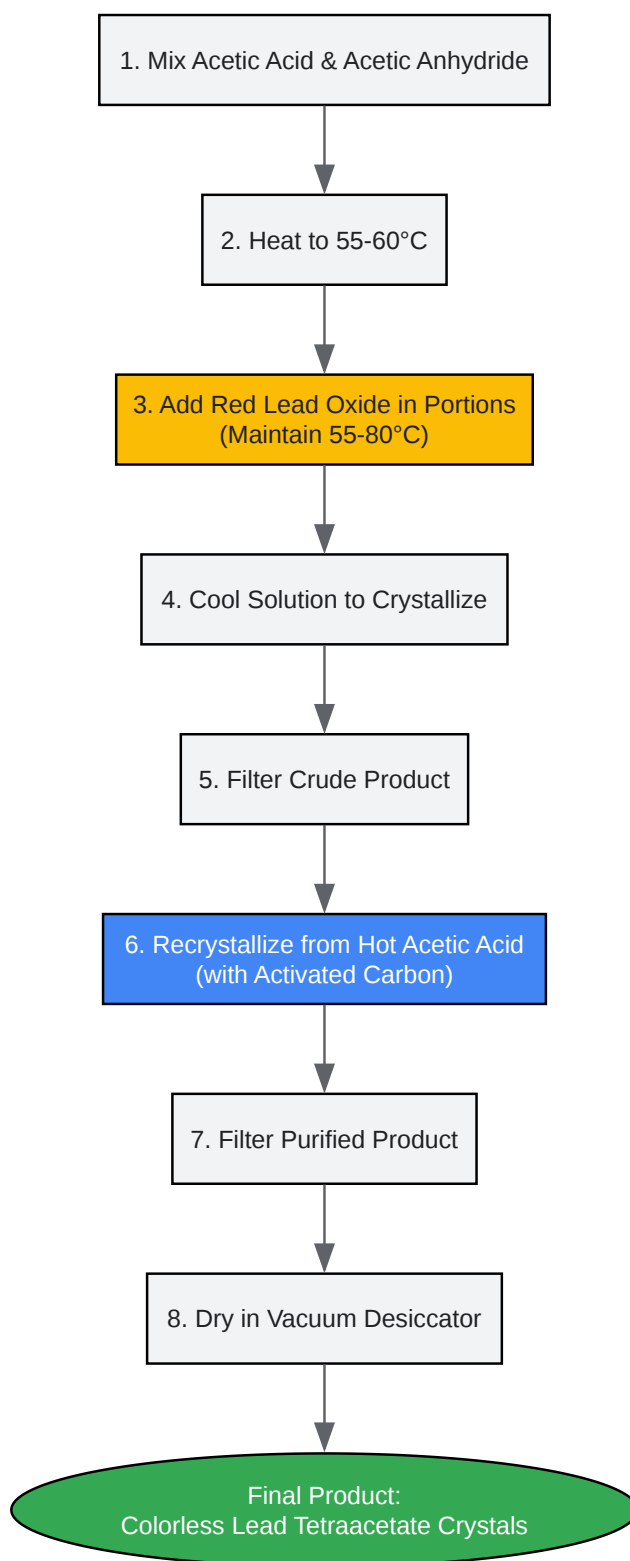 1. Mix Acetic Acid & Acetic Anhydride
2. Heat to 55-60°C
3. Add Red Lead Oxide in Portions
(Maintain 55-80°C)
4. Cool Solution to Crystallize
5. Filter Crude Product
6. Recrystallize from Hot Acetic Acid
(with Activated Carbon)
7. Filter Purified Product
8. Dry in Vacuum Desiccator
Final Product:
Colorless Lead Tetraacetate Crystals